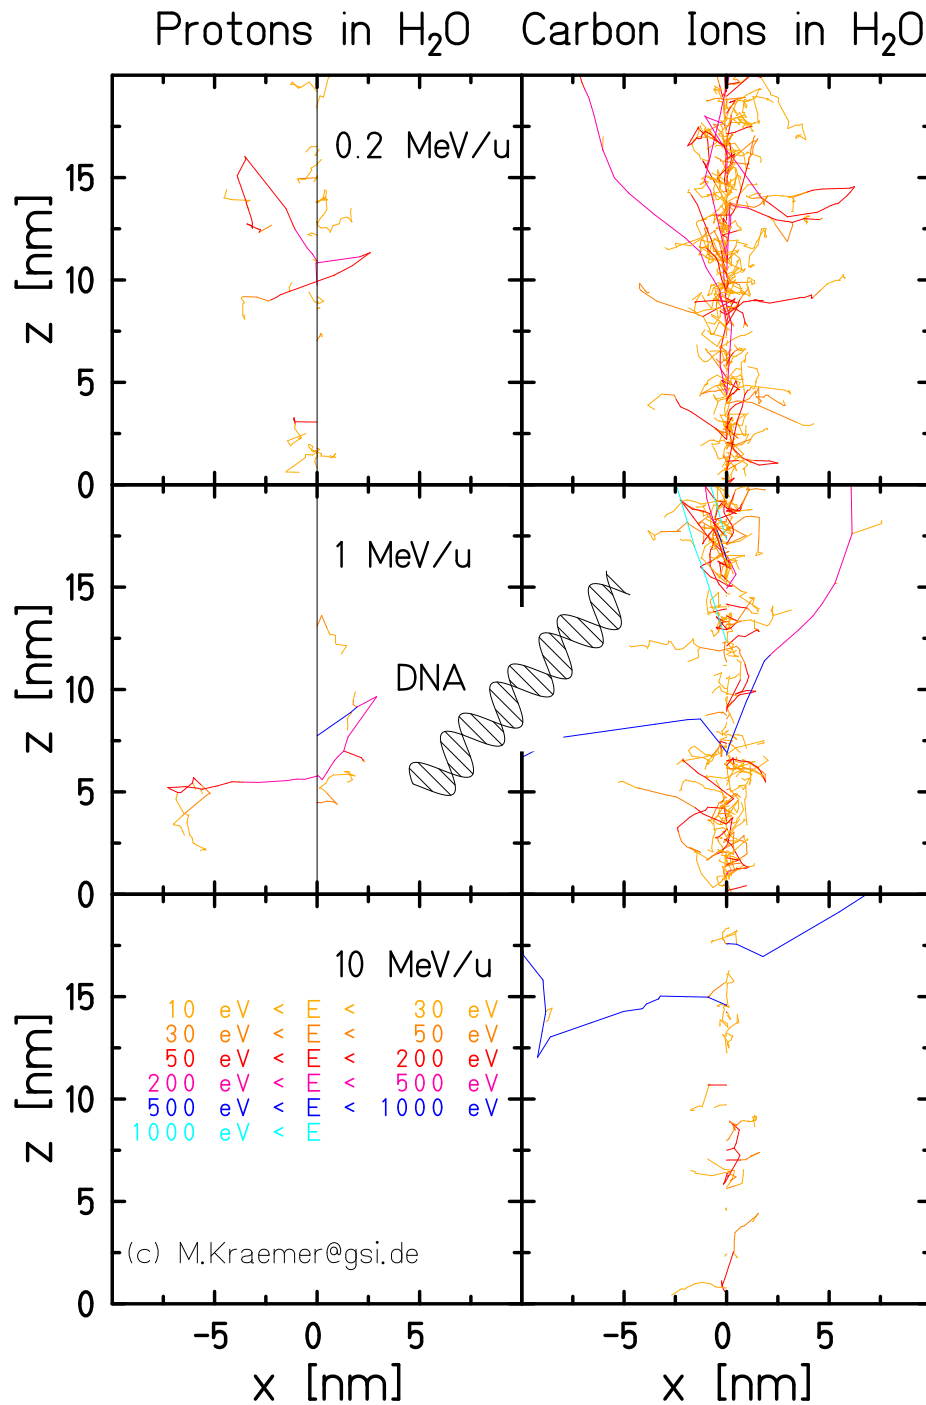 Protons in H2O Carbon Ions in H2O
0.2 MeV/u
z [nm]
15
10
5
0
1 MeV/u
DNA
z [nm]
15
10
5
0
10 MeV/u
10 eV < E < 30 eV
30 eV < E < 50 eV
50 eV < E < 200 eV
200 eV < E < 500 eV
500 eV < E < 1000 eV
1000 eV < E
(c) M.Kraemer@gsi.de
z [nm]
15
10
5
0
-5 0 5 -5 0 5
x [nm] x [nm]